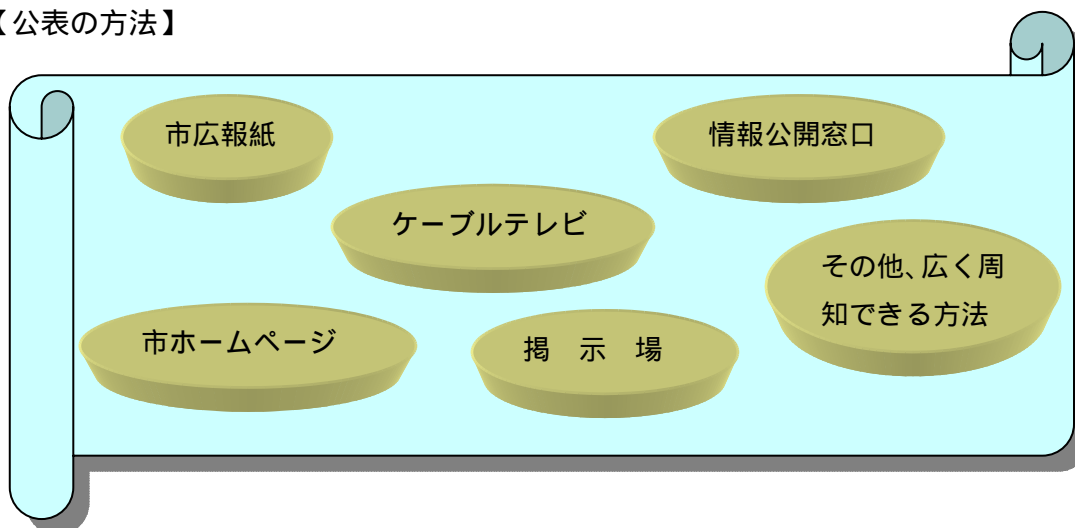 【公表の方法】
市広報紙
情報公開窓口
ケーブルテレビ
その他、広く周
知できる方法
市ホームページ
掲　示　場